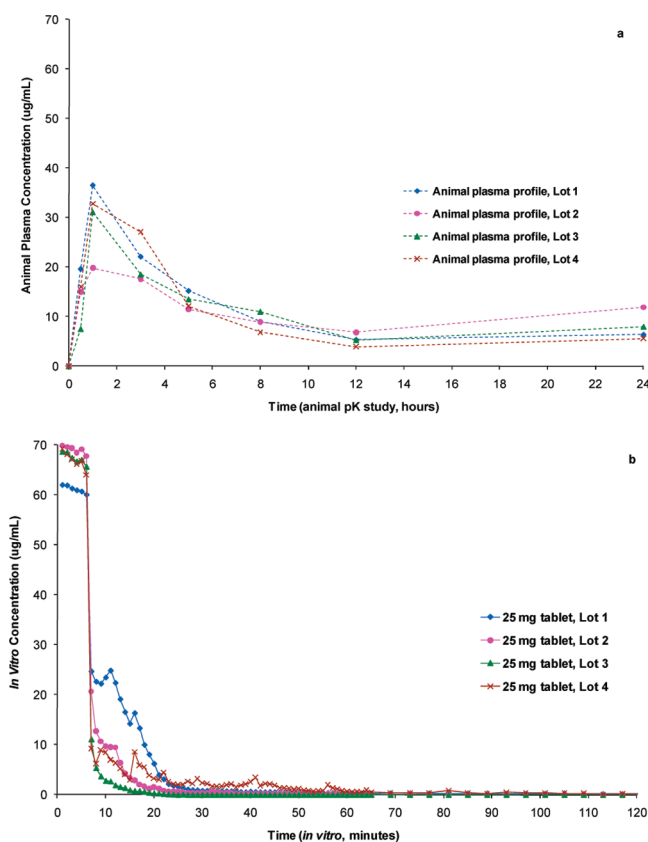 a
70
60
50
40
30
20
10
0
Animal Plasma Concentration (ug/mL)
Animal plasma profile, Lot 1
Animal plasma profile, Lot 2
Animal plasma profile, Lot 3
Animal plasma profile, Lot 4
0 2 4 6 8 10 12 14 16 18 20 22 24
Time (animal pK study, hours)
b
70
60
50
40
30
20
10
0
In Vitro Concentration (ug/mL)
25 mg tablet, Lot 1
25 mg tablet, Lot 2
25 mg tablet, Lot 3
25 mg tablet, Lot 4
0 10 20 30 40 50 60 70 80 90 100 110 120
Time (in vitro, minutes)